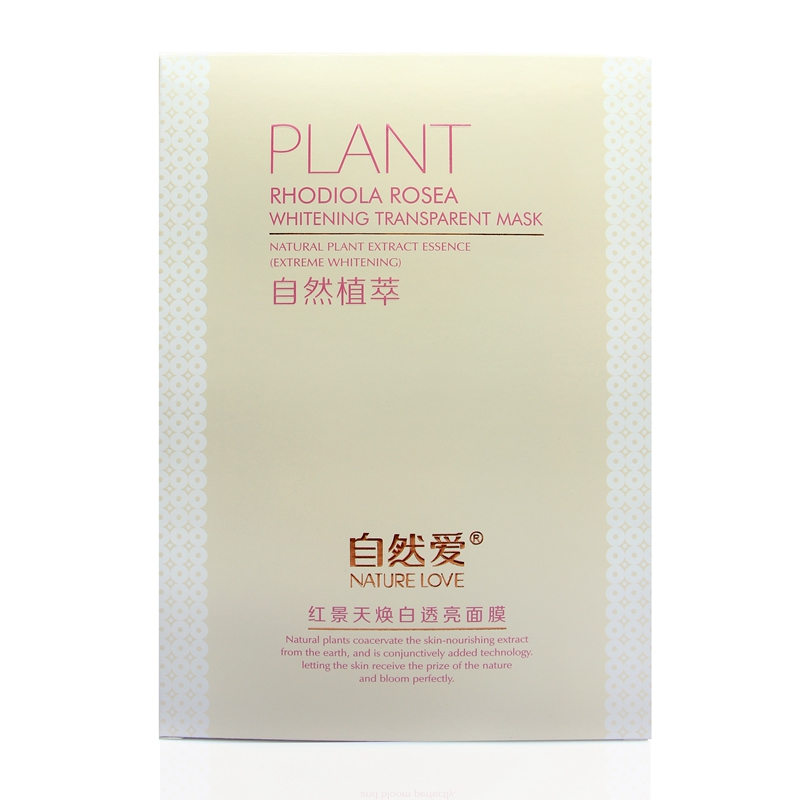 PLANT
RHODIOLA ROSEA
WHITENING TRANSPARENT MASK
NATURAL PLANT EXTRACT ESSENCE
(EXTREME WHITENING)
自然植萃
自然爱®
NATURE LOVE
红景天焕白透亮面膜
Natural plants coacervate the skin-nourishing extract
from the earth, and is conjunctively added technology.
letting the skin receive the prize of the nature
and bloom perfectly.